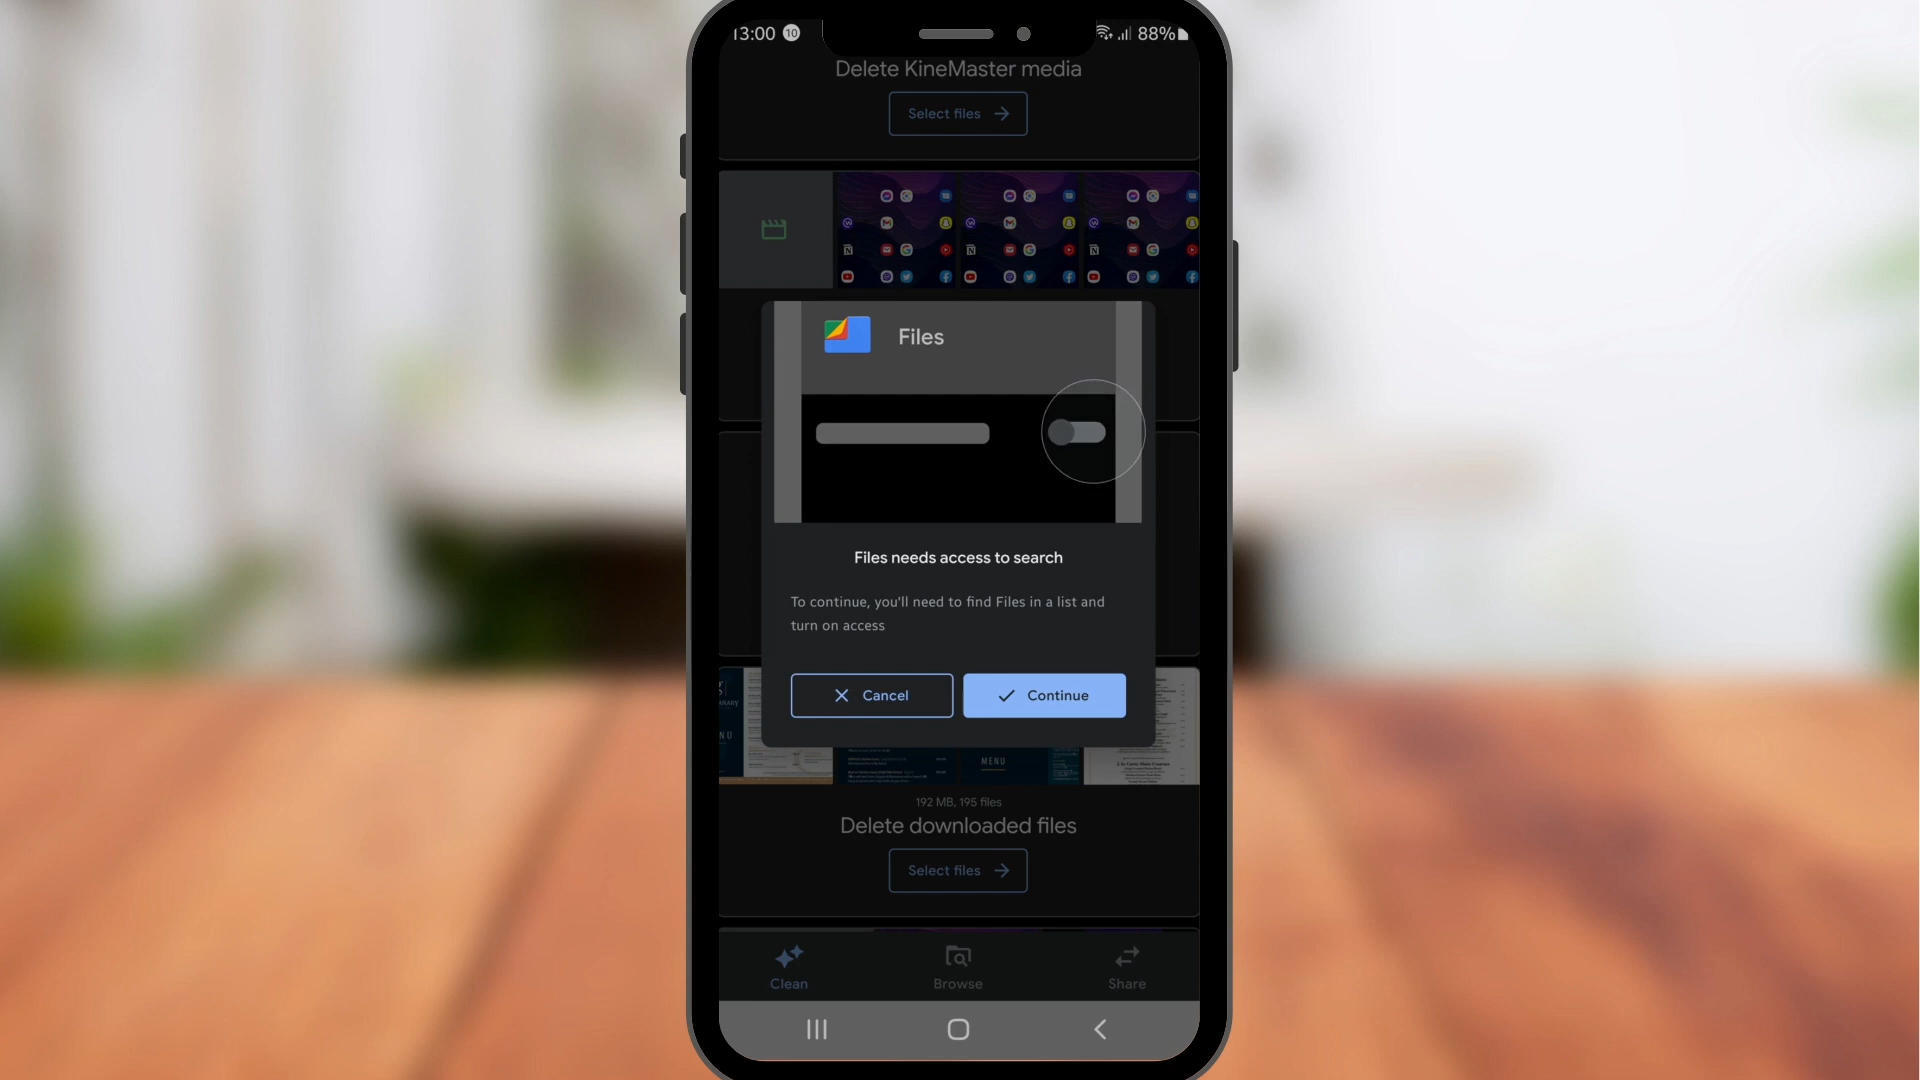 13:00 10 88%
Delete KineMaster media
Select files
Files
Files needs access to search
To continue, you'll need to find Files in a list and
turn on access
Cancel Continue
MENU
192 MB, 195 files
Delete downloaded files
Select files
Clean Browse Share